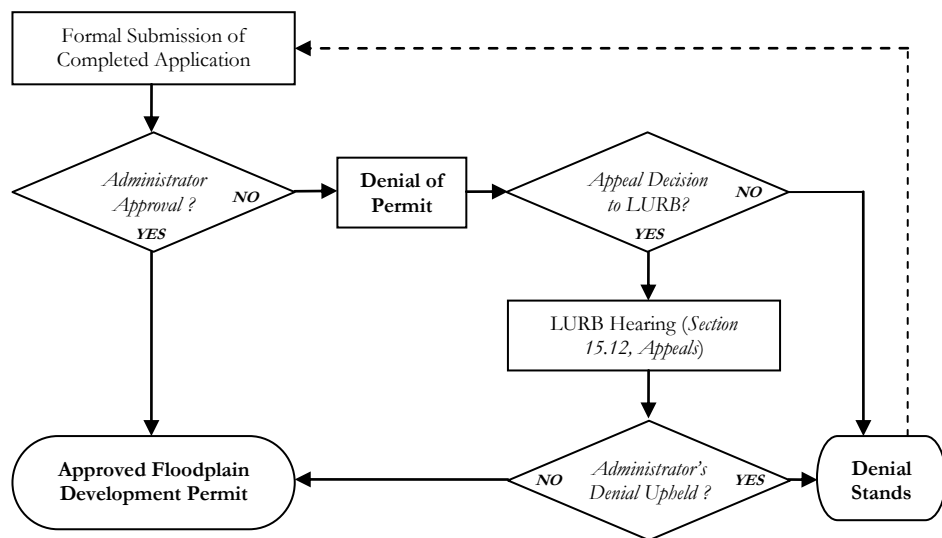 Formal Submission of
Completed Application
Administrator
Approval ?
NO
YES
Denial of
Permit
Appeal Decision
to LURB?
NO
YES
LURB Hearing (Section
15.12, Appeals)
Approved Floodplain
Development Permit
NO
Administrator's
Denial Upheld ?
YES
Denial
Stands